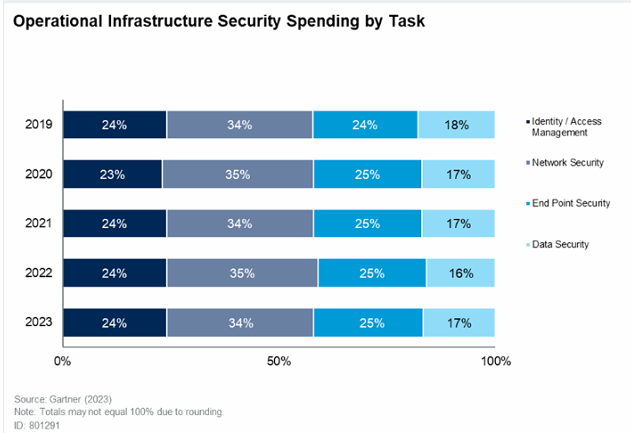 Operational Infrastructure Security Spending by Task
2019 24% 34% 24% 18%
2020 23% 35% 25% 17%
2021 24% 34% 25% 17%
2022 24% 35% 25% 16%
2023 24% 34% 25% 17%
0% 50% 100%
Identity / Access
Management
Network Security
End Point Security
Data Security
Source: Gartner (2023)
Note: Totals may not equal 100% due to rounding.
ID: 801291